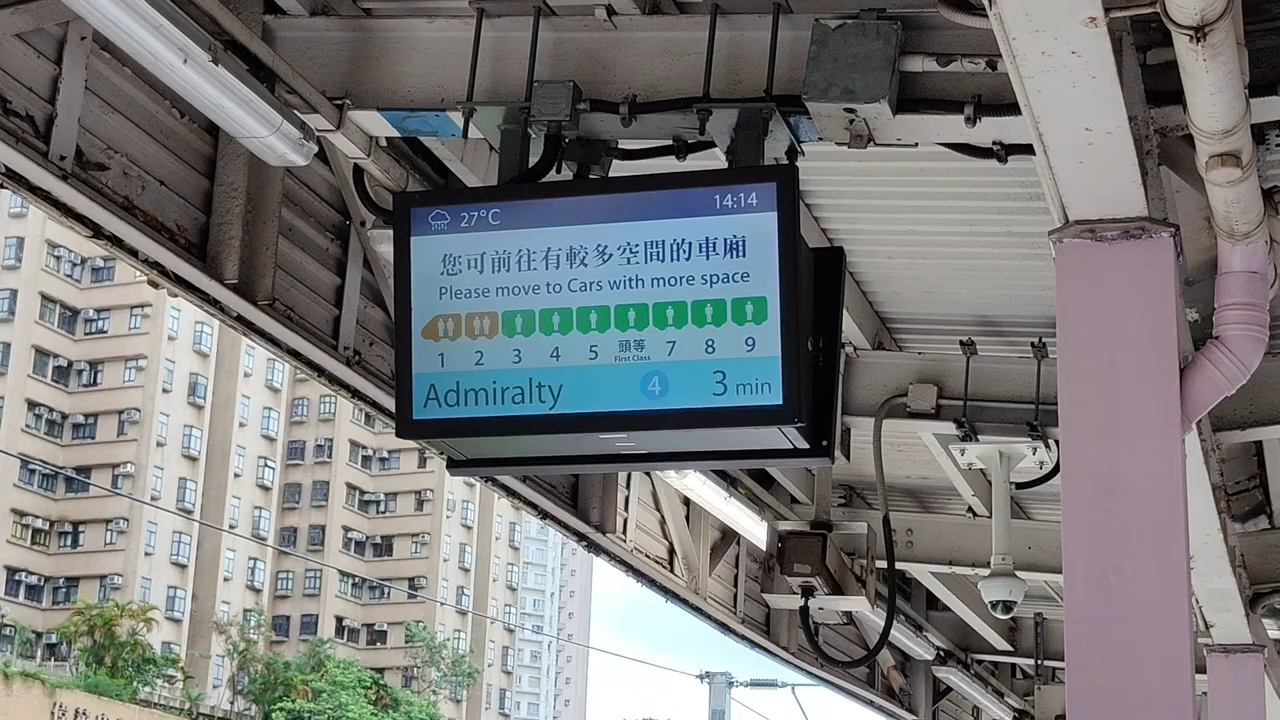 27°C 14:14
您可前往有較多空間的車廂
Please move to Cars with more space
1 2 3 4 5 頭等 7 8 9
First Class
Admiralty 4 3 min